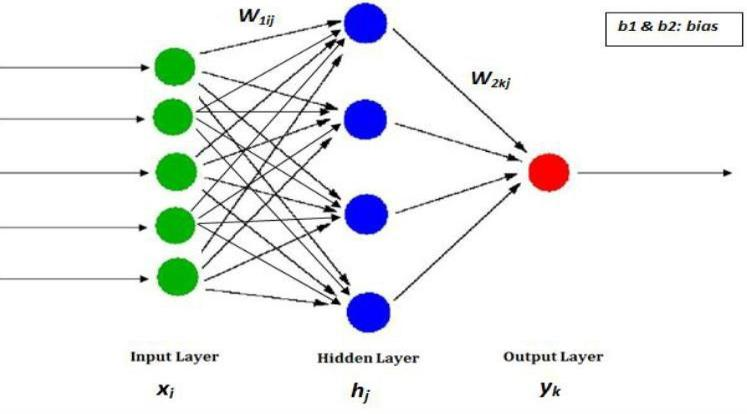 W1ij
b1 & b2: bias
W2kj
Input Layer
Hidden Layer
Output Layer
xi
hj
yk